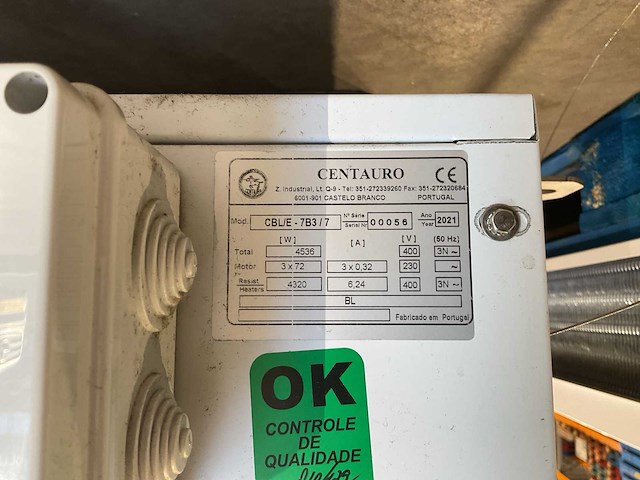 CENTAURO CE
Z. Industrial, Lt. Q-9 - Tel: 351-272339260 Fax: 351-272320684
6001-901 CASTELO BRANCO PORTUGAL
Mod. CBL/E - 7B3 / 7 Nº Série Serial Nr 00056 Ano Year 2021
[ W ] [ A ] [ V ] (50 Hz)
Total 4536 400 3N ~
Motor 3 x 72 3 x 0,32 230 ~
Resist. Heaters 4320 6,24 400 3N ~
BL
Fabricado em Portugal
OK
CONTROLE
DE
QUALIDADE